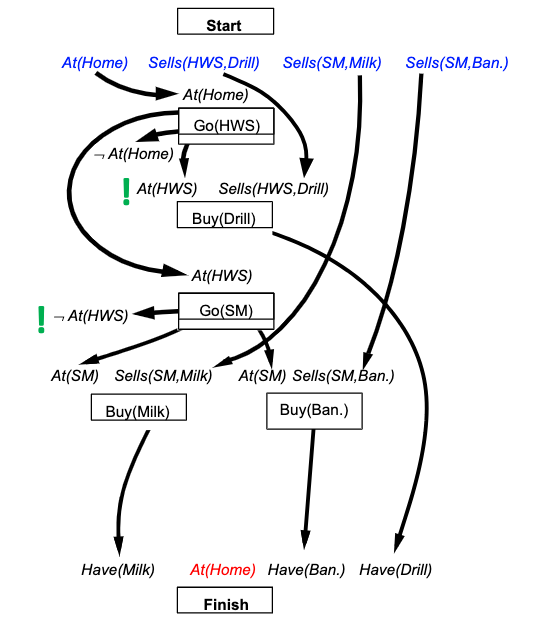 Start
At(Home) Sells(HWS,Drill) Sells(SM,Milk) Sells(SM,Ban.)
At(Home)
Go(HWS)
¬ At(Home)
! At(HWS) Sells(HWS,Drill)
Buy(Drill)
At(HWS)
Go(SM)
! ¬ At(HWS)
At(SM) Sells(SM,Milk) At(SM) Sells(SM,Ban.)
Buy(Milk) Buy(Ban.)
Have(Milk) At(Home) Have(Ban.) Have(Drill)
Finish